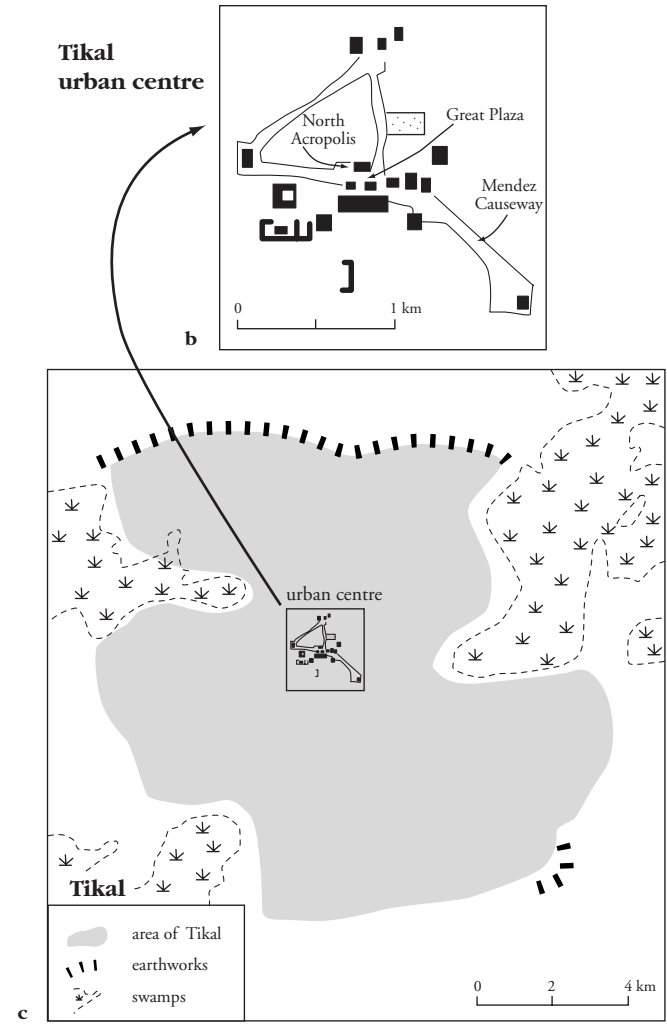 Tikal
urban centre
North
Acropolis
Great Plaza
Mendez
Causeway
0 1 km
b
urban centre
Tikal
area of Tikal
earthworks
swamps
0 2 4 km
c